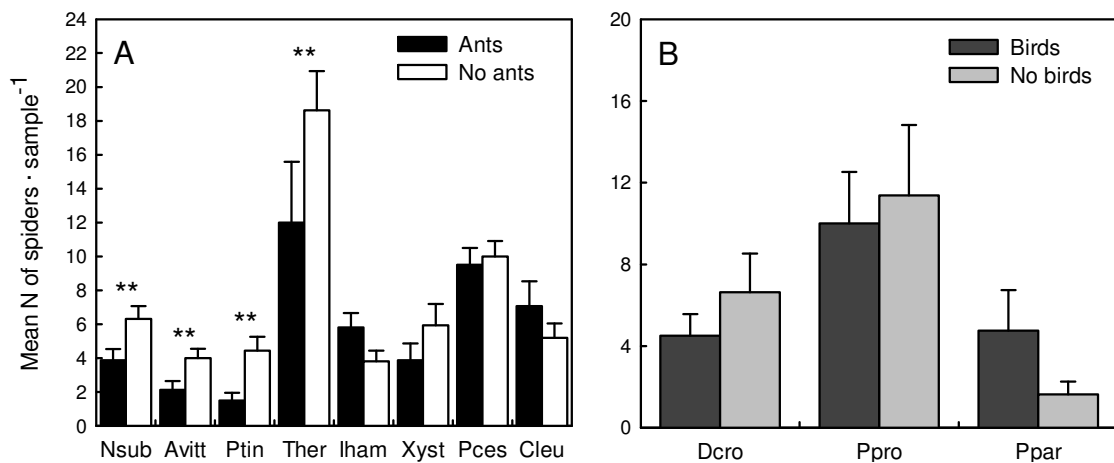 A
** ** ** **
Ants
No ants
Mean N of spiders · sample⁻¹
24
22
20
18
16
14
12
10
8
6
4
2
0
Nsub Avitt Ptin Ther Iham Xyst Pces Cleu
B
Birds
No birds
20
16
12
8
4
0
Dcro Ppro Ppar